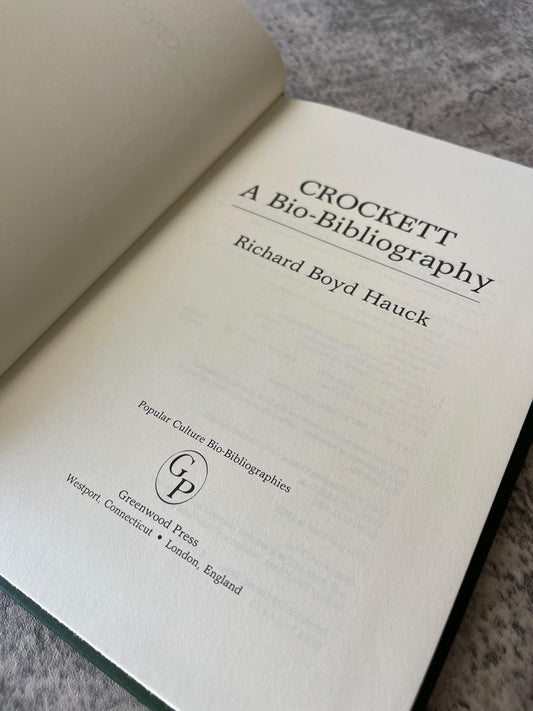 CROCKETT
A Bio-Bibliography
Richard Boyd Hauck
Popular Culture Bio-Bibliographies
GP
Greenwood Press
Westport, Connecticut • London, England